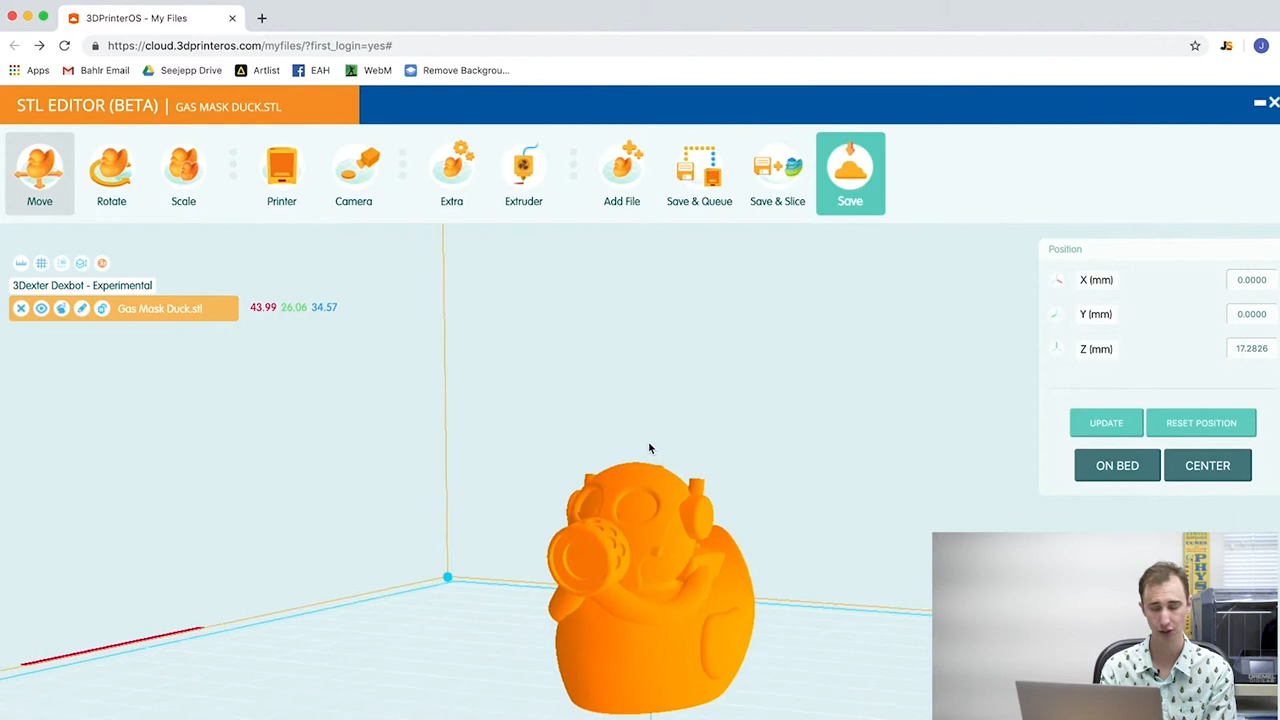 3DPrinterOS - My Files
https://cloud.3dprinteros.com/myfiles/?first_login=yes#
JS
J
Apps
Bahlr Email
Seejepp Drive
Artlist
EAH
WebM
Remove Backgrou...
STL EDITOR (BETA) | GAS MASK DUCK.STL
Move
Rotate
Scale
Printer
Camera
Extra
Extruder
Add File
Save & Queue
Save & Slice
Save
3Dexter Dexbot - Experimental
Gas Mask Duck.stl
43.99 26.06 34.57
Position
X (mm)
0.0000
Y (mm)
0.0000
Z (mm)
17.2826
UPDATE
RESET POSITION
ON BED
CENTER
PHYS
DREMEL